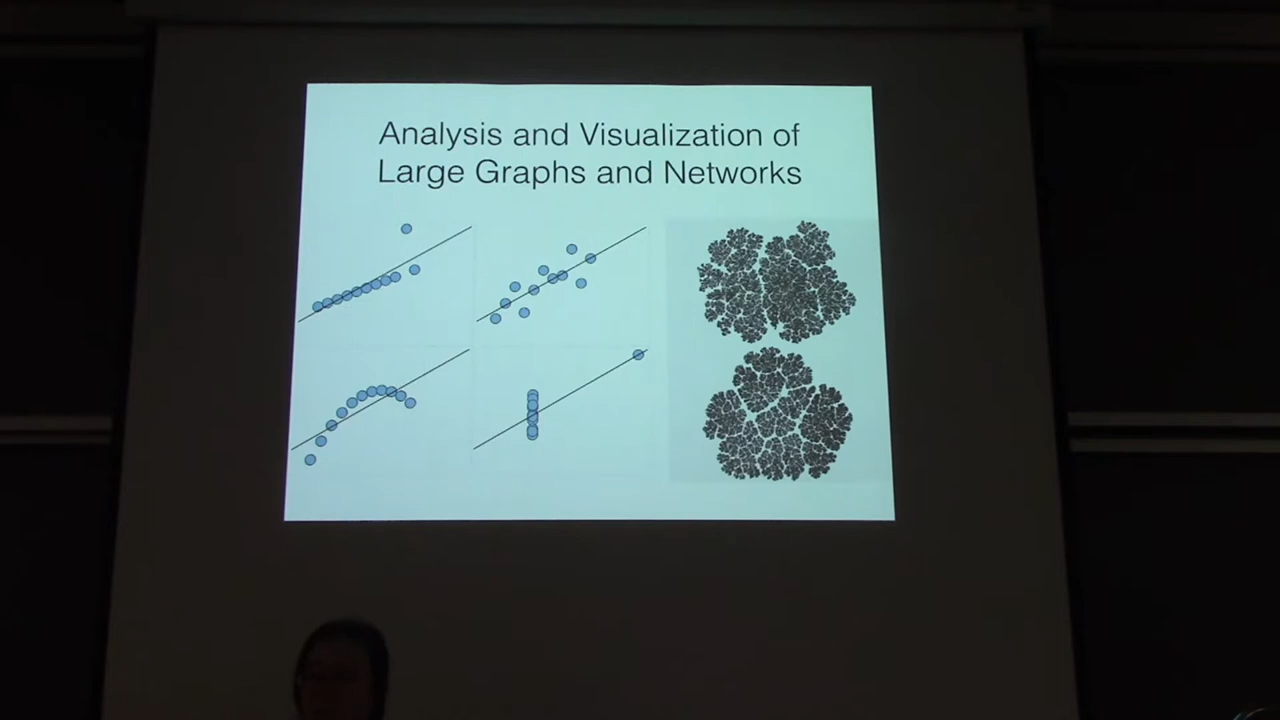 Analysis and Visualization of
Large Graphs and Networks